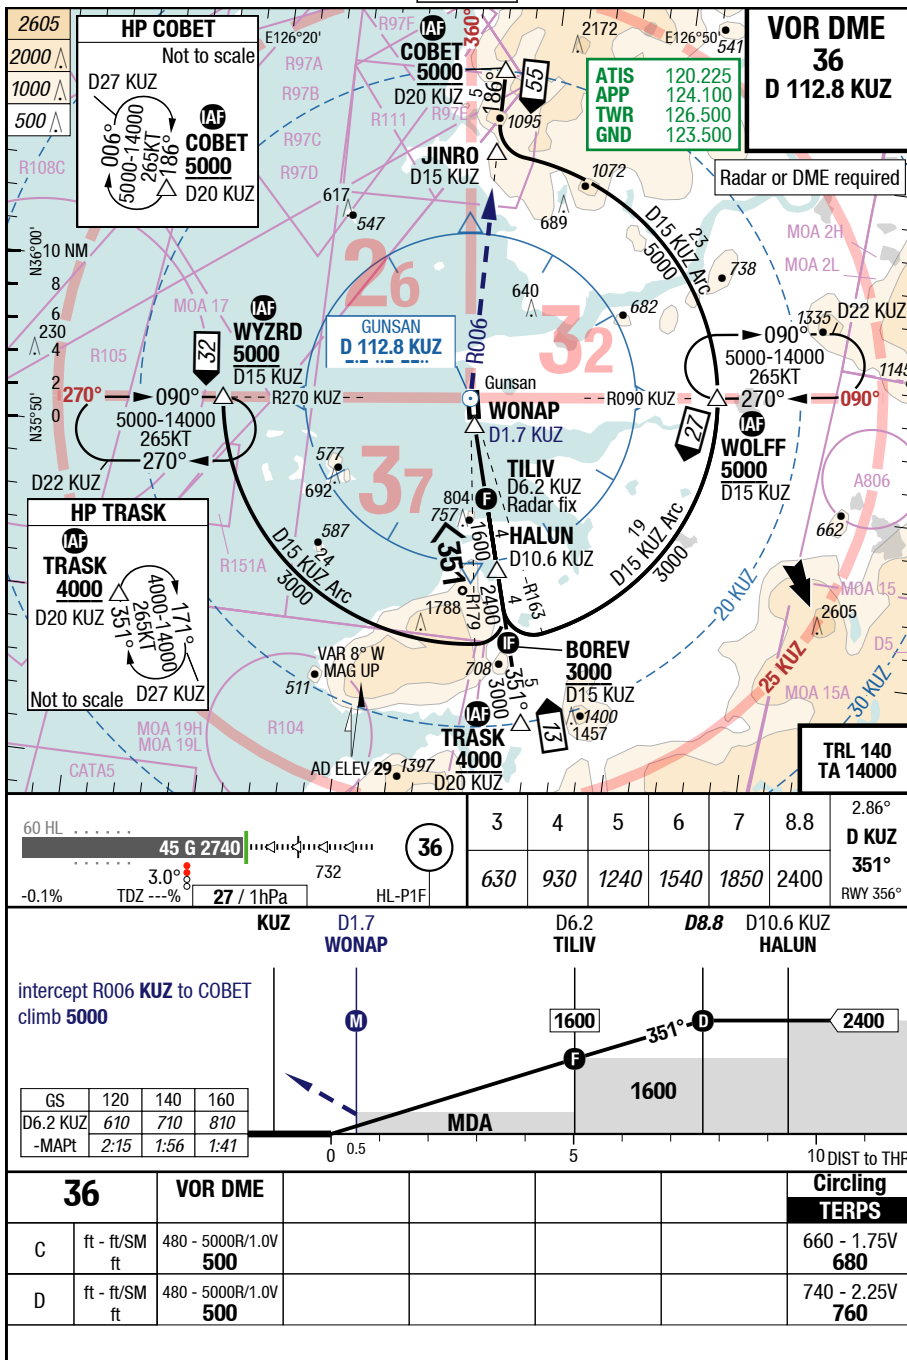 2605
2000
1000
500
HP COBET
Not to scale
D27 KUZ
006°
5000-14000
265KT
186°
IAF
COBET
5000
D20 KUZ
R97F
R97A
R97B
R97C
R97D
R111
R97E
R108C
E126°20'
IAF
COBET
5000
D20 KUZ
360°
186°
5
55
2172
E126°50'
541
ATIS 120.225
APP 124.100
TWR 126.500
GND 123.500
VOR DME
36
D 112.8 KUZ
Radar or DME required
1095
JINRO
D15 KUZ
1072
617
547
689
23
D15 KUZ Arc
5000
MOA 2H
MOA 2L
738
N36°00'
10 NM
8
6
4
2
0
N35°50'
230
R105
MOA 17
26
32
37
640
682
IAF
WYZRD
5000
D15 KUZ
32
GUNSAN
D 112.8 KUZ
R006
Gunsan
1335
D22 KUZ
090°
5000-14000
265KT
270°
1145
270°
090°
5000-14000
265KT
270°
D22 KUZ
R270 KUZ
R090 KUZ
090°
27
IAF
WOLFF
5000
D15 KUZ
WONAP
D1.7 KUZ
TILIV
D6.2 KUZ
Radar fix
F
577
692
804
757
4
1600
351°
HALUN
D10.6 KUZ
A806
662
587
24
D15 KUZ Arc
3000
19
D15 KUZ Arc
3000
R151A
R179
R163
2400
4
1788
HP TRASK
IAF
TRASK
4000
D20 KUZ
351°
4000-14000
265KT
171°
D27 KUZ
Not to scale
20 KUZ
MOA 15
2605
D5
IF
BOREV
3000
D15 KUZ
VAR 8° W
MAG UP
511
708
5
351°
3000
25 KUZ
MOA 15A
30 KUZ
1400
1457
13
MOA 19H
MOA 19L
R104
CATA5
AD ELEV 29
1397
IAF
TRASK
4000
D20 KUZ
TRL 140
TA 14000
60 HL
45 G 2740
732
36
3.0°
-0.1%
TDZ ---%
27 / 1hPa
HL-P1F
3 4 5 6 7 8.8
630 930 1240 1540 1850 2400
2.86°
D KUZ
351°
RWY 356°
KUZ
D1.7
WONAP
D6.2
TILIV
D8.8
D10.6 KUZ
HALUN
intercept R006 KUZ to COBET
climb 5000
M
1600
351°
D
2400
F
1600
MDA
GS 120 140 160
D6.2 KUZ 610 710 810
-MAPt 2:15 1:56 1:41
0 0.5 5 10 DIST to THR
36 VOR DME Circling
TERPS
C ft - ft/SM 480 - 5000R/1.0V 660 - 1.75V
ft 500 680
D ft - ft/SM 480 - 5000R/1.0V 740 - 2.25V
ft 500 760